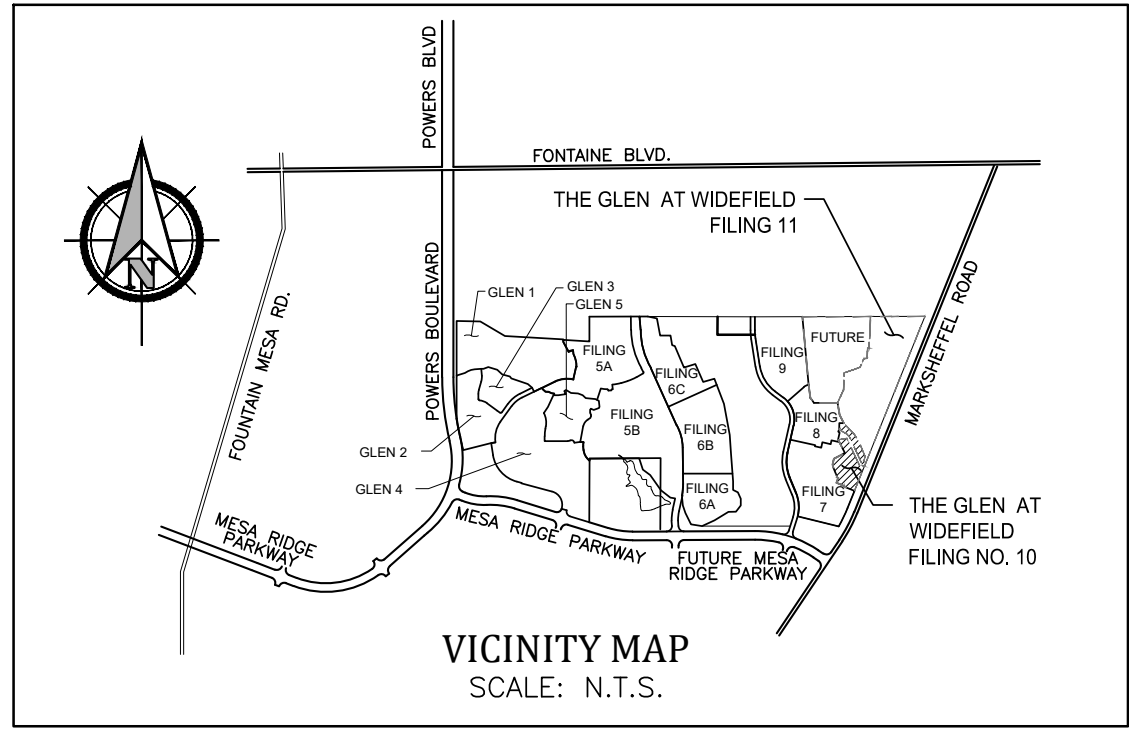 POWERS BLVD
FONTAINE BLVD.
THE GLEN AT WIDEFIELD
FILING 11
N
FOUNTAIN MESA RD.
POWERS BOULEVARD
MARKSHEFFEL ROAD
GLEN 1
GLEN 3
GLEN 5
FILING
5A
FILING
6C
FILING
9
FUTURE
GLEN 2
FILING
5B
FILING
6B
FILING
8
GLEN 4
FILING
6A
FILING
7
THE GLEN AT
WIDEFIELD
FILING NO. 10
MESA RIDGE
PARKWAY
MESA RIDGE PARKWAY
FUTURE MESA
RIDGE PARKWAY
VICINITY MAP
SCALE: N.T.S.